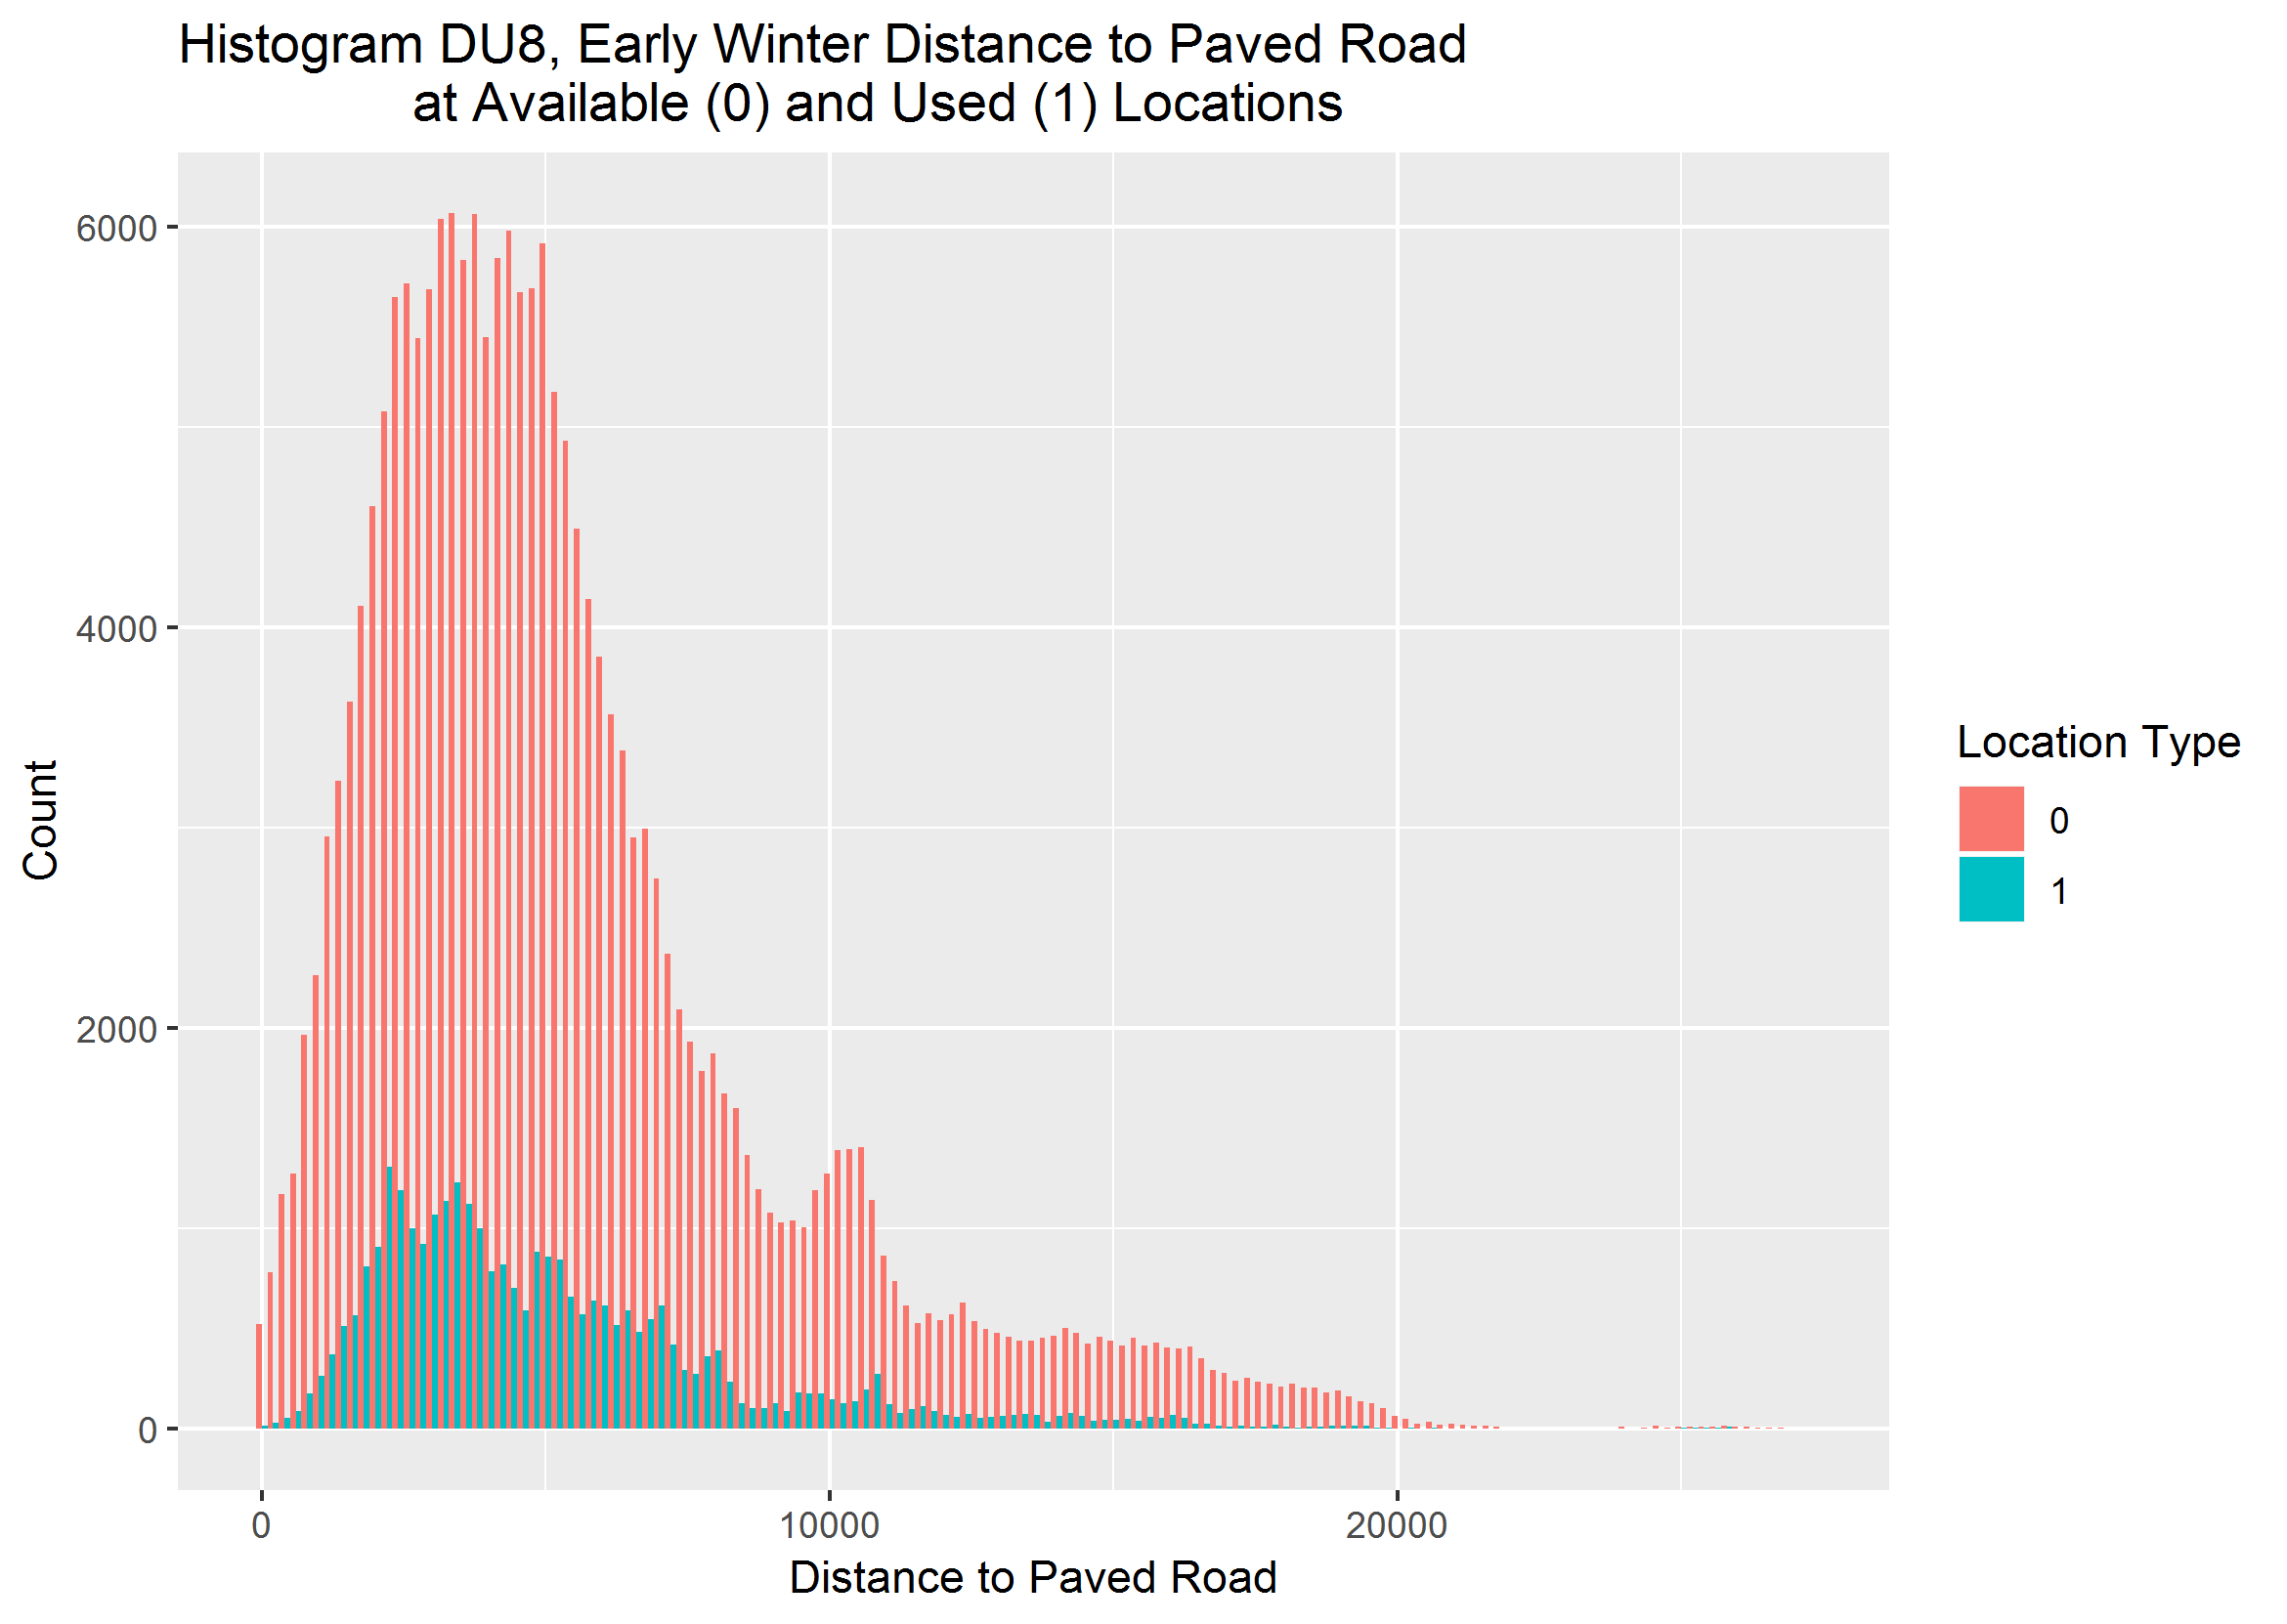 Histogram DU8, Early Winter Distance to Paved Road
at Available (0) and Used (1) Locations
6000
4000
2000
0
Count
0
10000
20000
Distance to Paved Road
Location Type
0
1